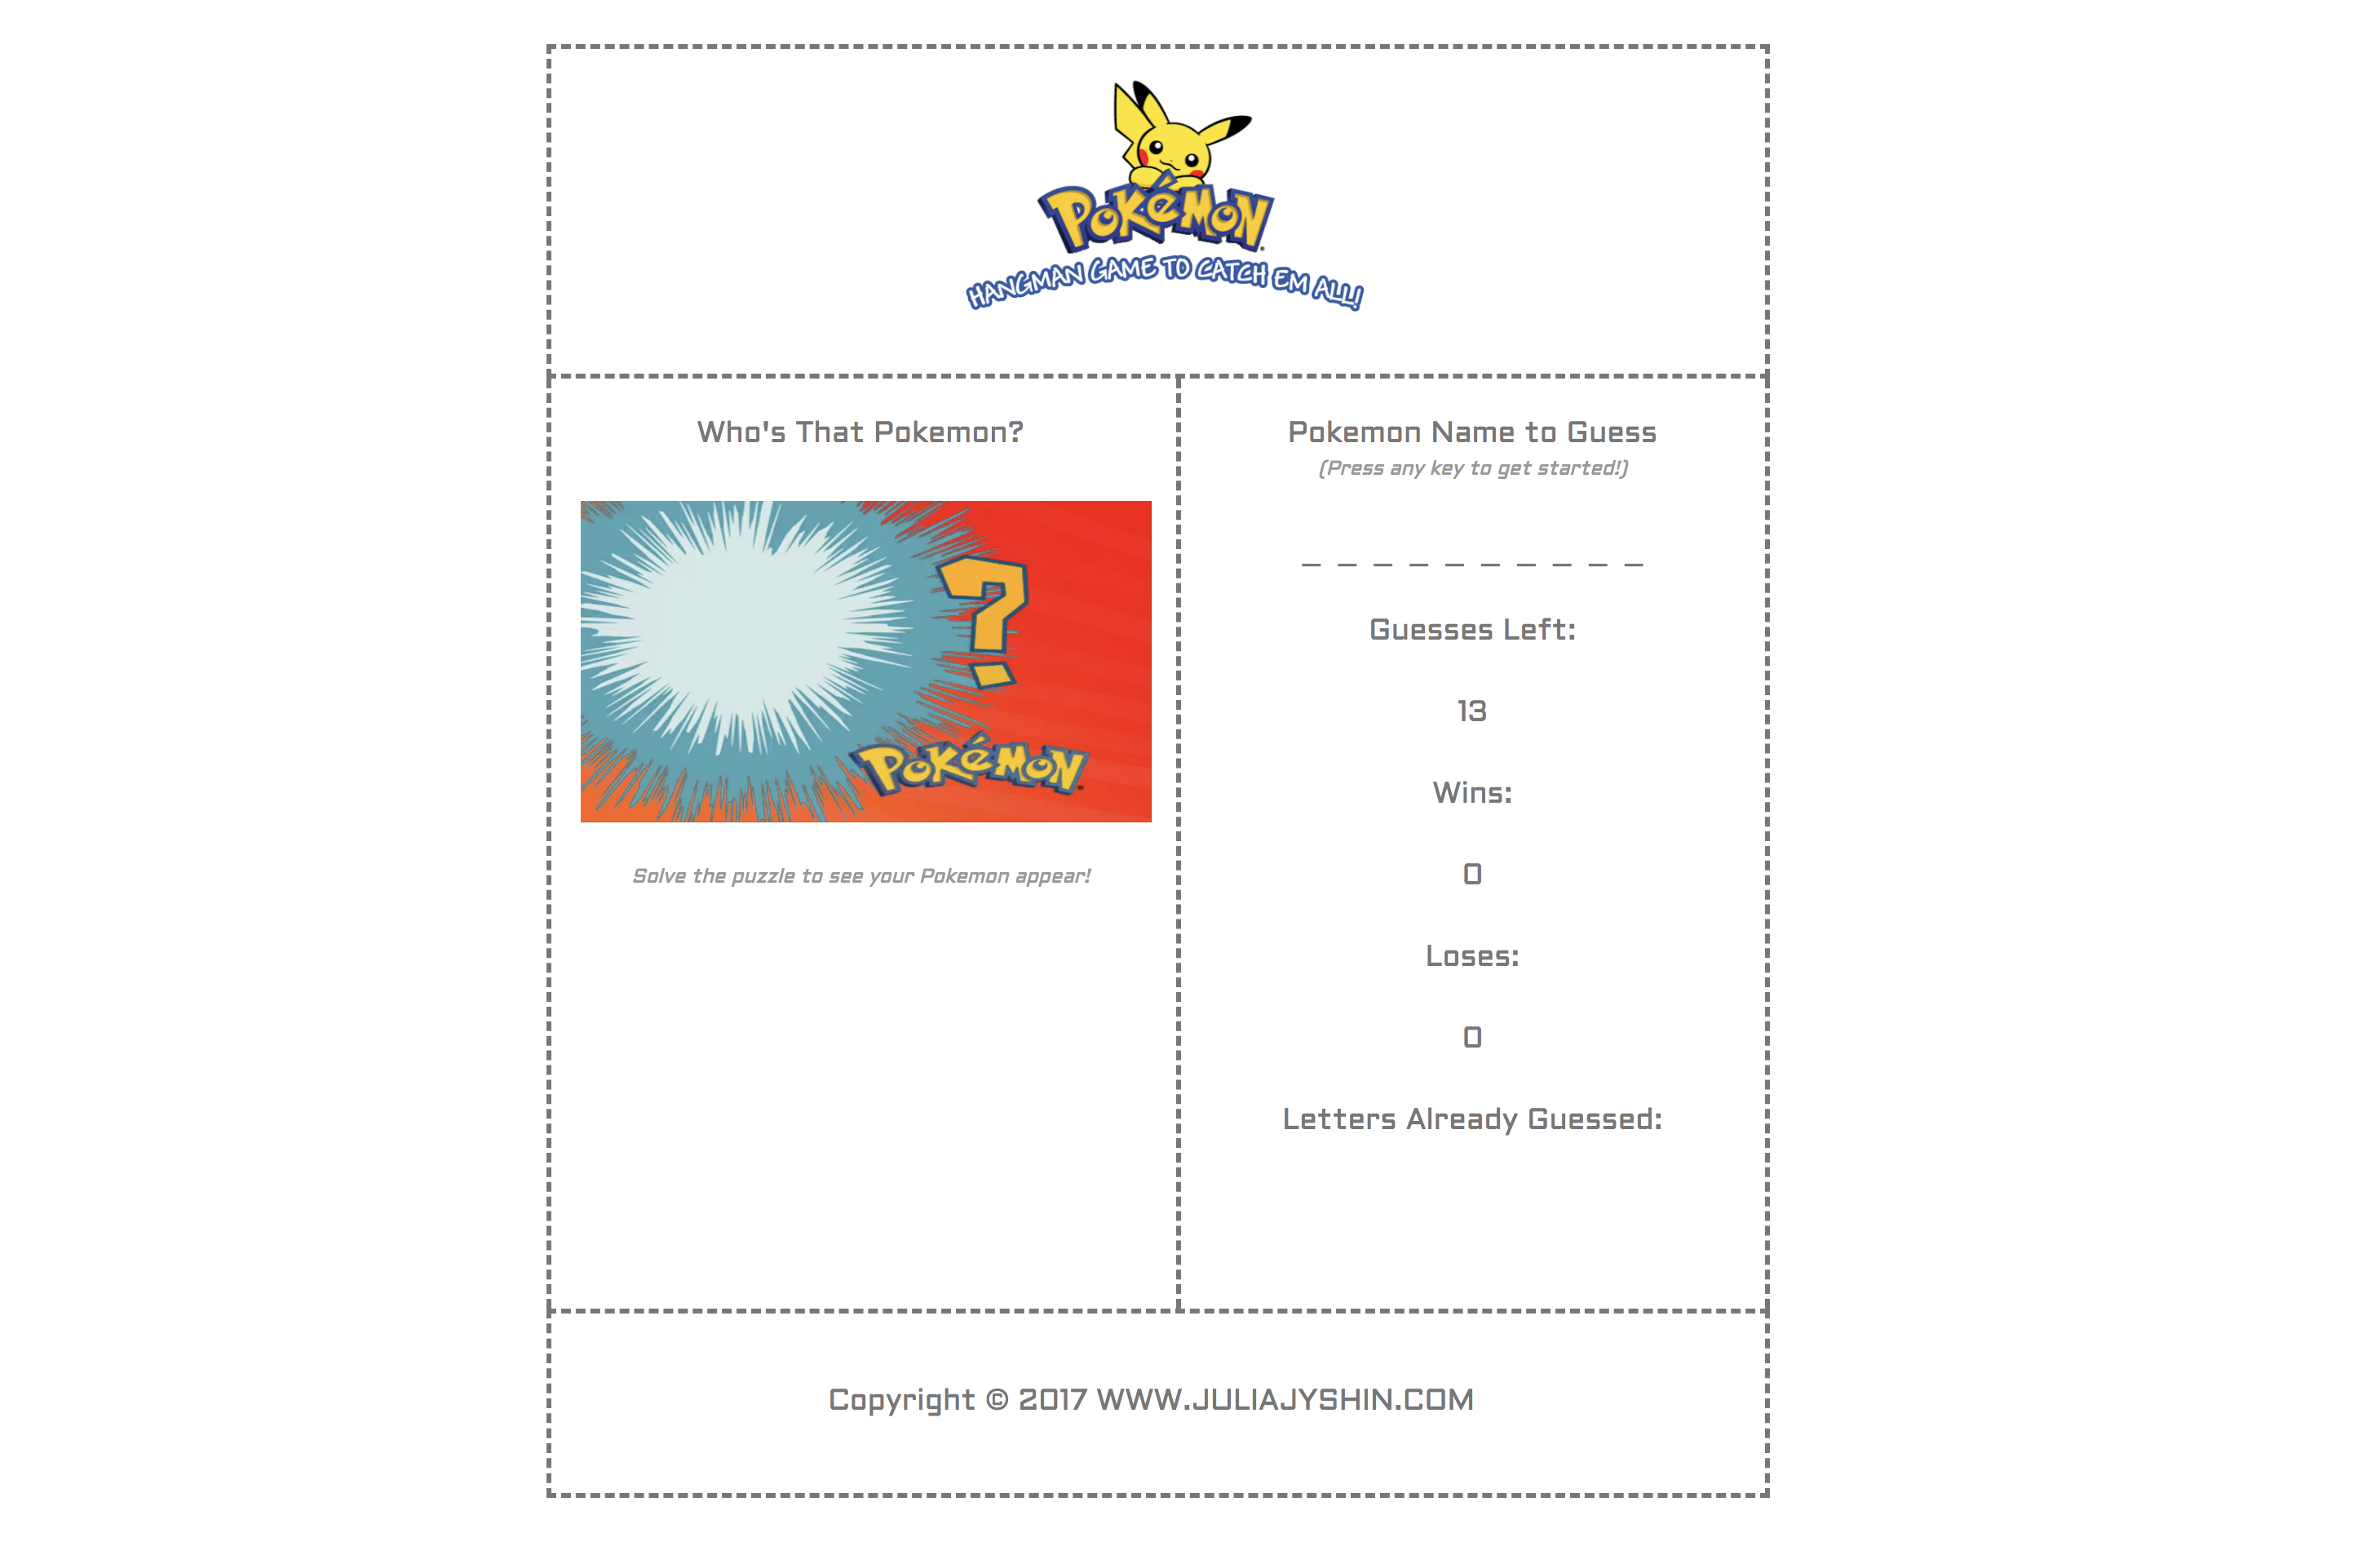 POKéMON
HANGMAN GAME TO CATCH EM ALL!
Who's That Pokemon?
?
POKéMON
Solve the puzzle to see your Pokemon appear!
Pokemon Name to Guess
(Press any key to get started!)
_ _ _ _ _ _ _ _ _ _
Guesses Left:
13
Wins:
0
Loses:
0
Letters Already Guessed:
Copyright © 2017 WWW.JULIAJYSHIN.COM